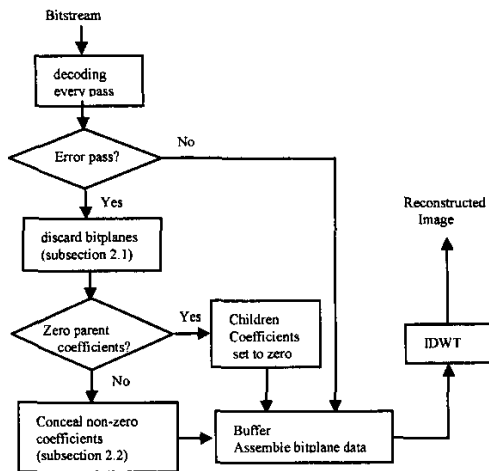 Bitstream
decoding
every pass
Error pass?
No
Yes
discard bitplanes
(subsection 2.1)
Zero parent
coefficients?
Yes
Children
Coefficients
set to zero
No
Conceal non-zero
coefficients
(subsection 2.2)
Buffer
Assemble bitplane data
IDWT
Reconstructed
Image